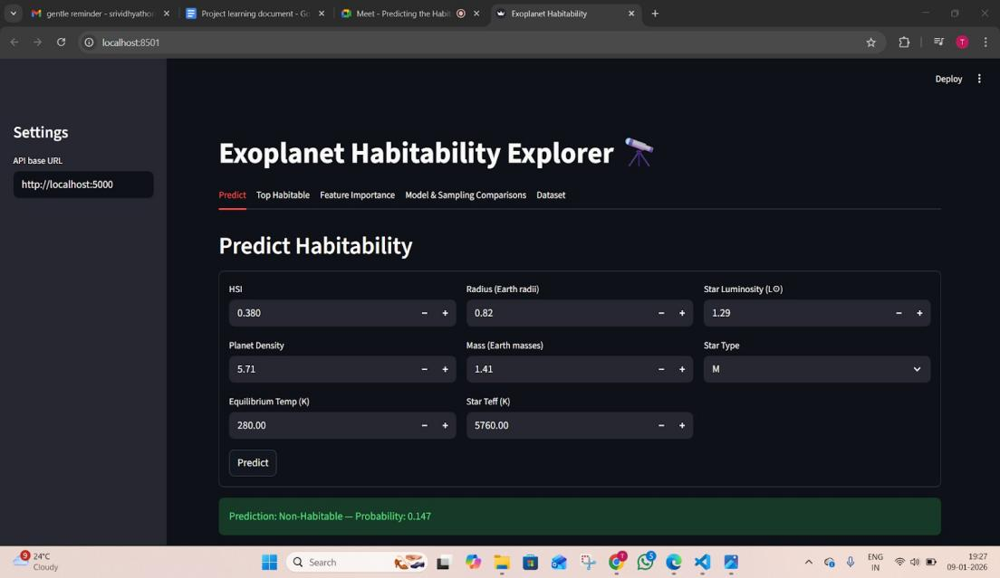 gentle reminder - srividhyathor
Project learning document - Go
Meet - Predicting the Habit
Exoplanet Habitability
localhost:8501
T
Deploy
Settings
API base URL
http://localhost:5000
Exoplanet Habitability Explorer
Predict Top Habitable Feature Importance Model & Sampling Comparisons Dataset
Predict Habitability
HSI Radius (Earth radii) Star Luminosity (L⊙)
0.380 − + 0.82 − + 1.29 − +
Planet Density Mass (Earth masses) Star Type
5.71 − + 1.41 − + M
Equilibrium Temp (K) Star Teff (K)
280.00 − + 5760.00 − +
Predict
Prediction: Non-Habitable — Probability: 0.147
9 24°C
Cloudy
Search
T
5
ENG
IN
19:27
09-01-2026